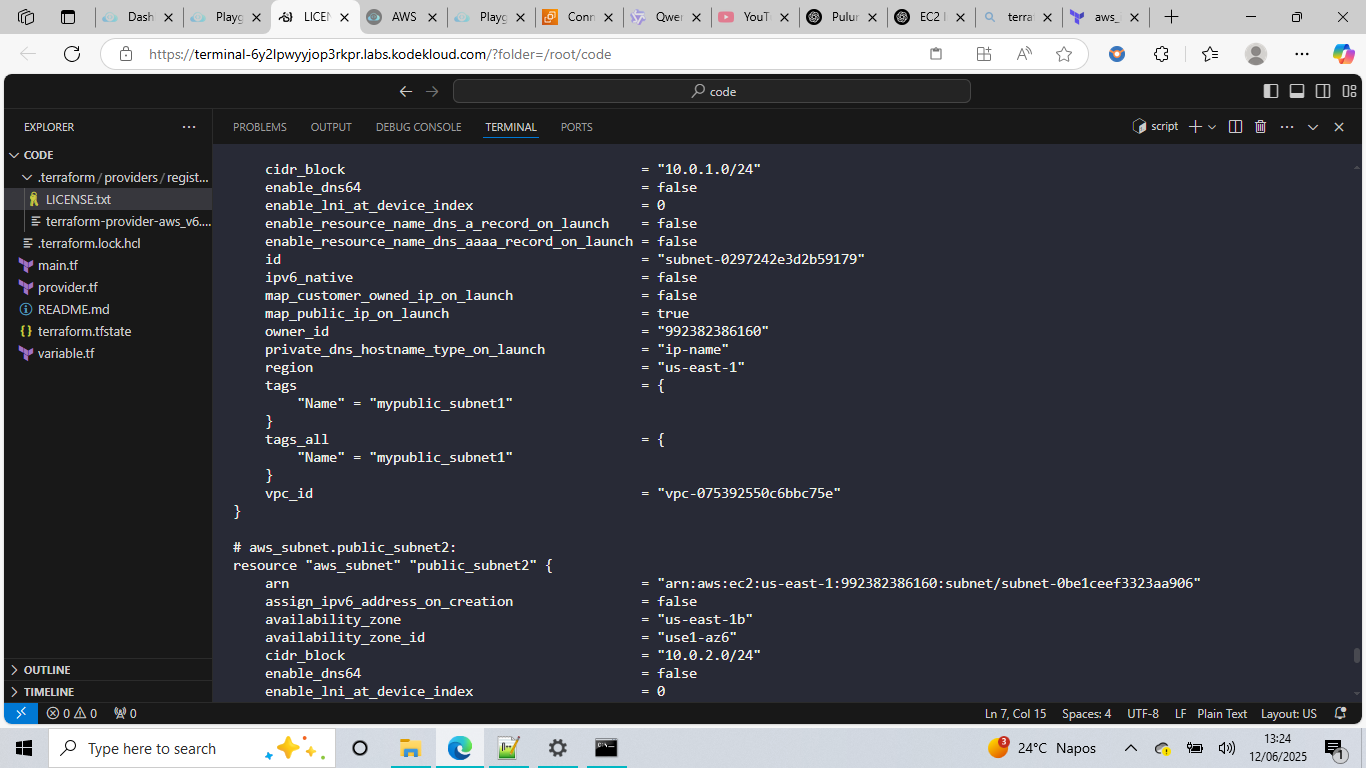 Dash
Playg
LICEN
AWS
Playg
Conn
Qwer
YouT
Pulur
EC2 I
terra
aws_
https://terminal-6y2lpwyyjop3rkpr.labs.kodekloud.com/?folder=/root/code
code
EXPLORER
PROBLEMS OUTPUT DEBUG CONSOLE TERMINAL PORTS
script
CODE
.terraform / providers / regist...
LICENSE.txt
terraform-provider-aws_v6....
.terraform.lock.hcl
main.tf
provider.tf
README.md
terraform.tfstate
variable.tf
OUTLINE
TIMELINE
cidr_block = "10.0.1.0/24"
enable_dns64 = false
enable_lni_at_device_index = 0
enable_resource_name_dns_a_record_on_launch = false
enable_resource_name_dns_aaaa_record_on_launch = false
id = "subnet-0297242e3d2b59179"
ipv6_native = false
map_customer_owned_ip_on_launch = false
map_public_ip_on_launch = true
owner_id = "992382386160"
private_dns_hostname_type_on_launch = "ip-name"
region = "us-east-1"
tags = {
"Name" = "mypublic_subnet1"
}
tags_all = {
"Name" = "mypublic_subnet1"
}
vpc_id = "vpc-075392550c6bbc75e"
}
# aws_subnet.public_subnet2:
resource "aws_subnet" "public_subnet2" {
arn = "arn:aws:ec2:us-east-1:992382386160:subnet/subnet-0be1ceef3323aa906"
assign_ipv6_address_on_creation = false
availability_zone = "us-east-1b"
availability_zone_id = "use1-az6"
cidr_block = "10.0.2.0/24"
enable_dns64 = false
enable_lni_at_device_index = 0
0 0 0
Ln 7, Col 15 Spaces: 4 UTF-8 LF Plain Text Layout: US
Type here to search
3
24°C Napos
13:24
12/06/2025
1